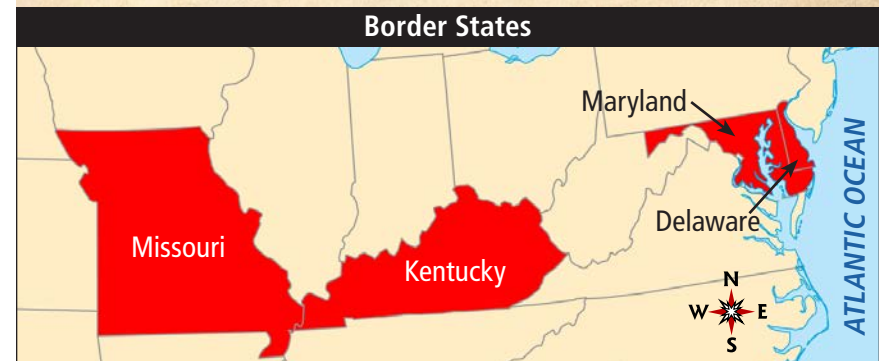 Border States
Maryland
Delaware
Missouri
Kentucky
ATLANTIC OCEAN
N
W E
S